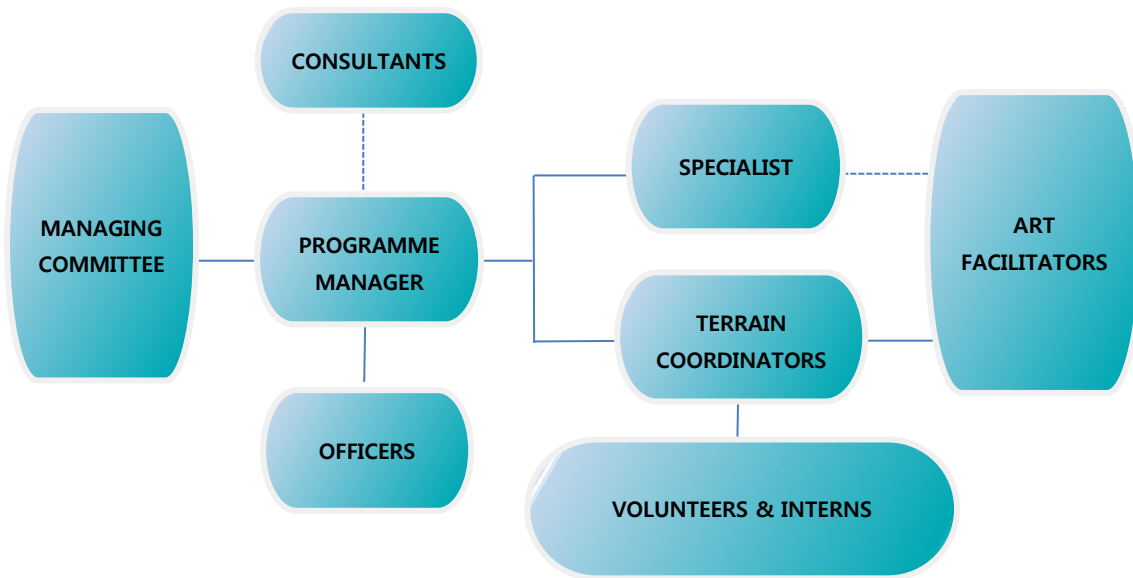 CONSULTANTS
MANAGING
COMMITTEE
PROGRAMME
MANAGER
OFFICERS
SPECIALIST
TERRAIN
COORDINATORS
VOLUNTEERS & INTERNS
ART
FACILITATORS